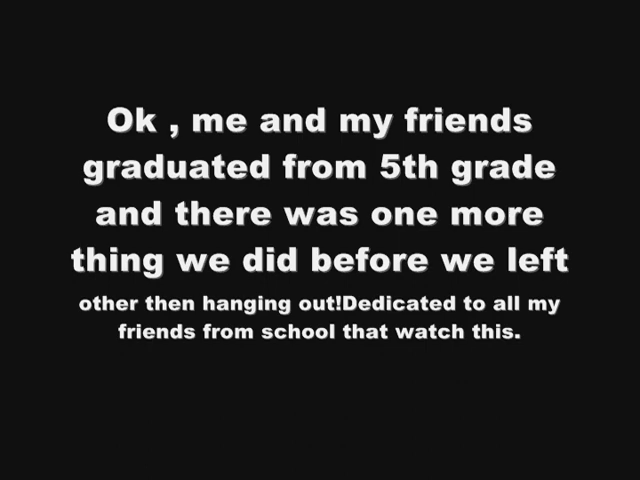 Ok , me and my friends
graduated from 5th grade
and there was one more
thing we did before we left
other then hanging out!Dedicated to all my
friends from school that watch this.